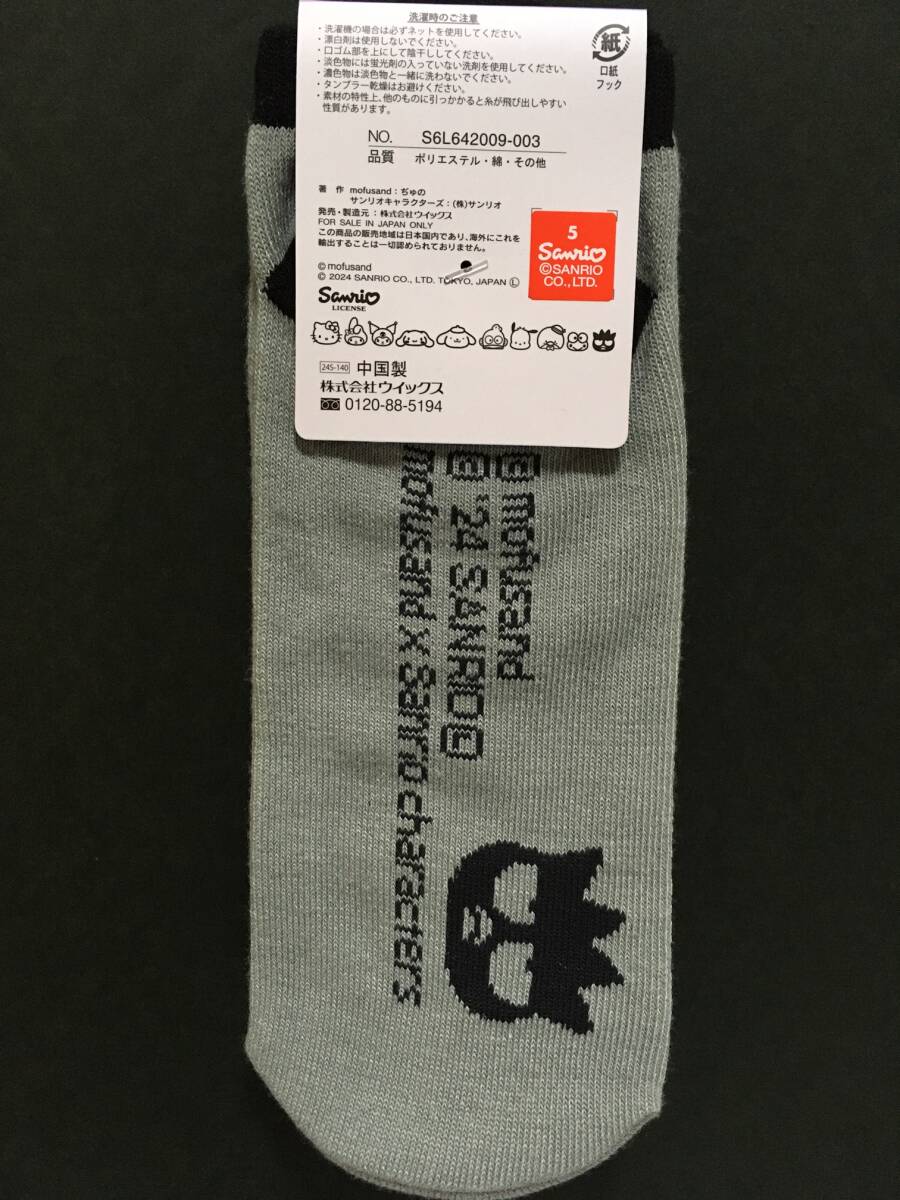 洗濯時のご注意
・洗濯機の場合は必ずネットを使用してください。
・漂白剤は使用しないでください。
・口ゴム部を上にして陰干ししてください。
・淡色物には蛍光剤の入っていない洗剤を使用してください。
・濃色物は淡色物と一緒に洗わないでください。
・タンブラー乾燥はお避けください。
・素材の特性上、他のものに引っかかると糸が飛び出しやすい
性質があります。
紙
口紙
フック
NO. S6L642009-003
品質 ポリエステル・綿・その他
著 作 mofusand：ぢゅの
サンリオキャラクターズ：(株)サンリオ
発売・製造元：株式会社ウイックス
FOR SALE IN JAPAN ONLY
この商品の販売地域は日本国内であり、海外にこれを
輸出することは一切認められておりません。
©mofusand
© 2024 SANRIO CO., LTD. TOKYO, JAPAN Ⓛ
Sanrio
LICENSE
5
Sanrio
©SANRIO
CO., LTD.
24S-140 中国製
株式会社ウイックス
0120-88-5194
© mofusand
© '24 SANRIO Ⓛ
mofusand x Sanrio characters